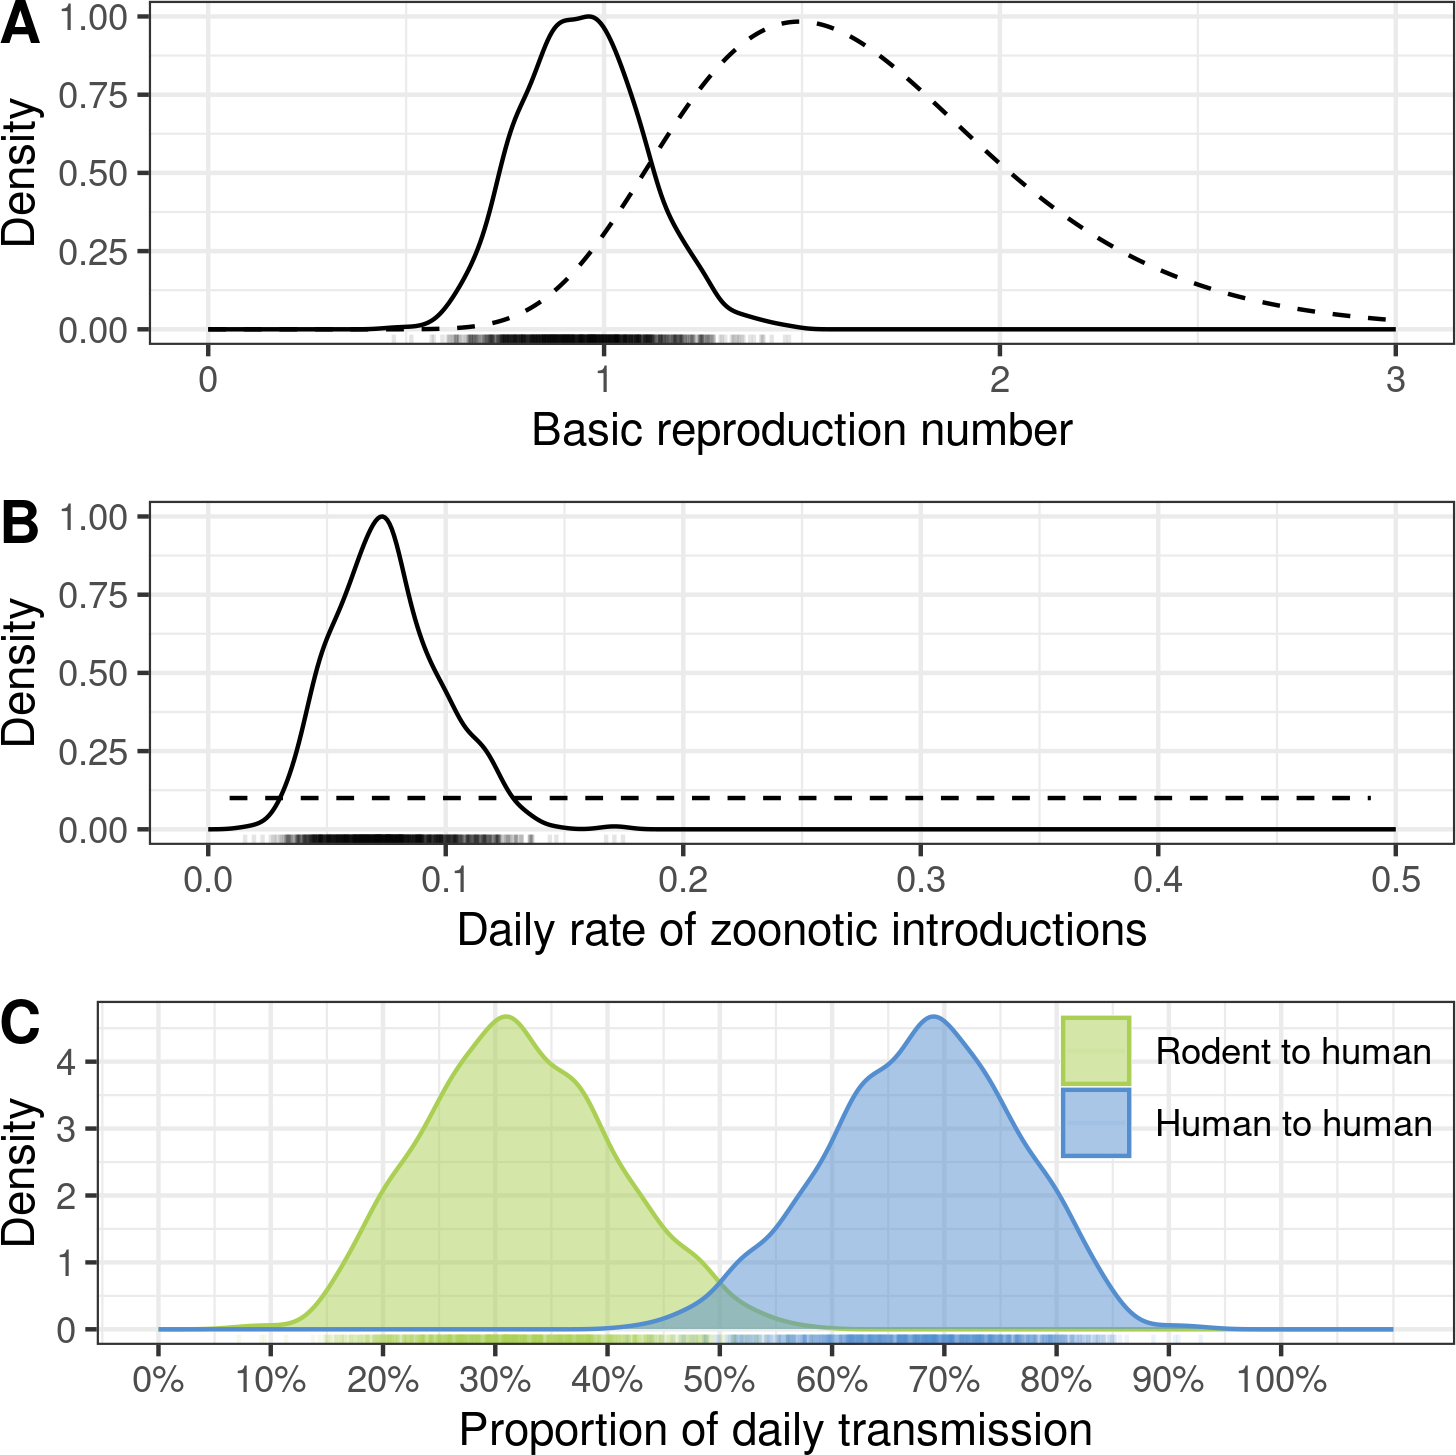 A
Density
1.00
0.75
0.50
0.25
0.00
0 1 2 3
Basic reproduction number
B
Density
1.00
0.75
0.50
0.25
0.00
0.0 0.1 0.2 0.3 0.4 0.5
Daily rate of zoonotic introductions
C
Density
4
3
2
1
0
Rodent to human
Human to human
0% 10% 20% 30% 40% 50% 60% 70% 80% 90% 100%
Proportion of daily transmission